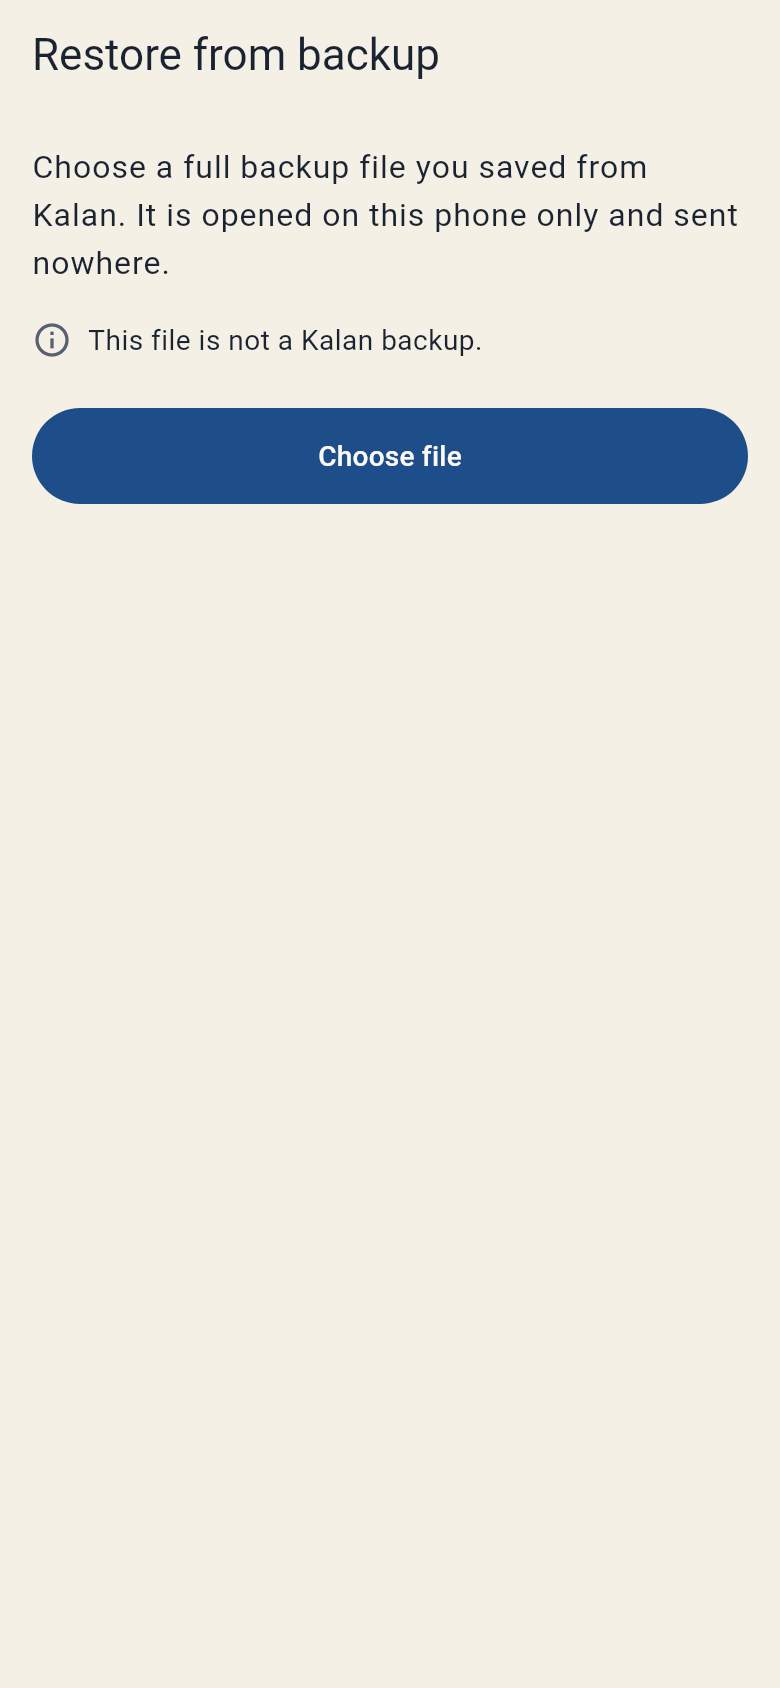 Restore from backup
Choose a full backup file you saved from
Kalan. It is opened on this phone only and sent
nowhere.
This file is not a Kalan backup.
Choose file